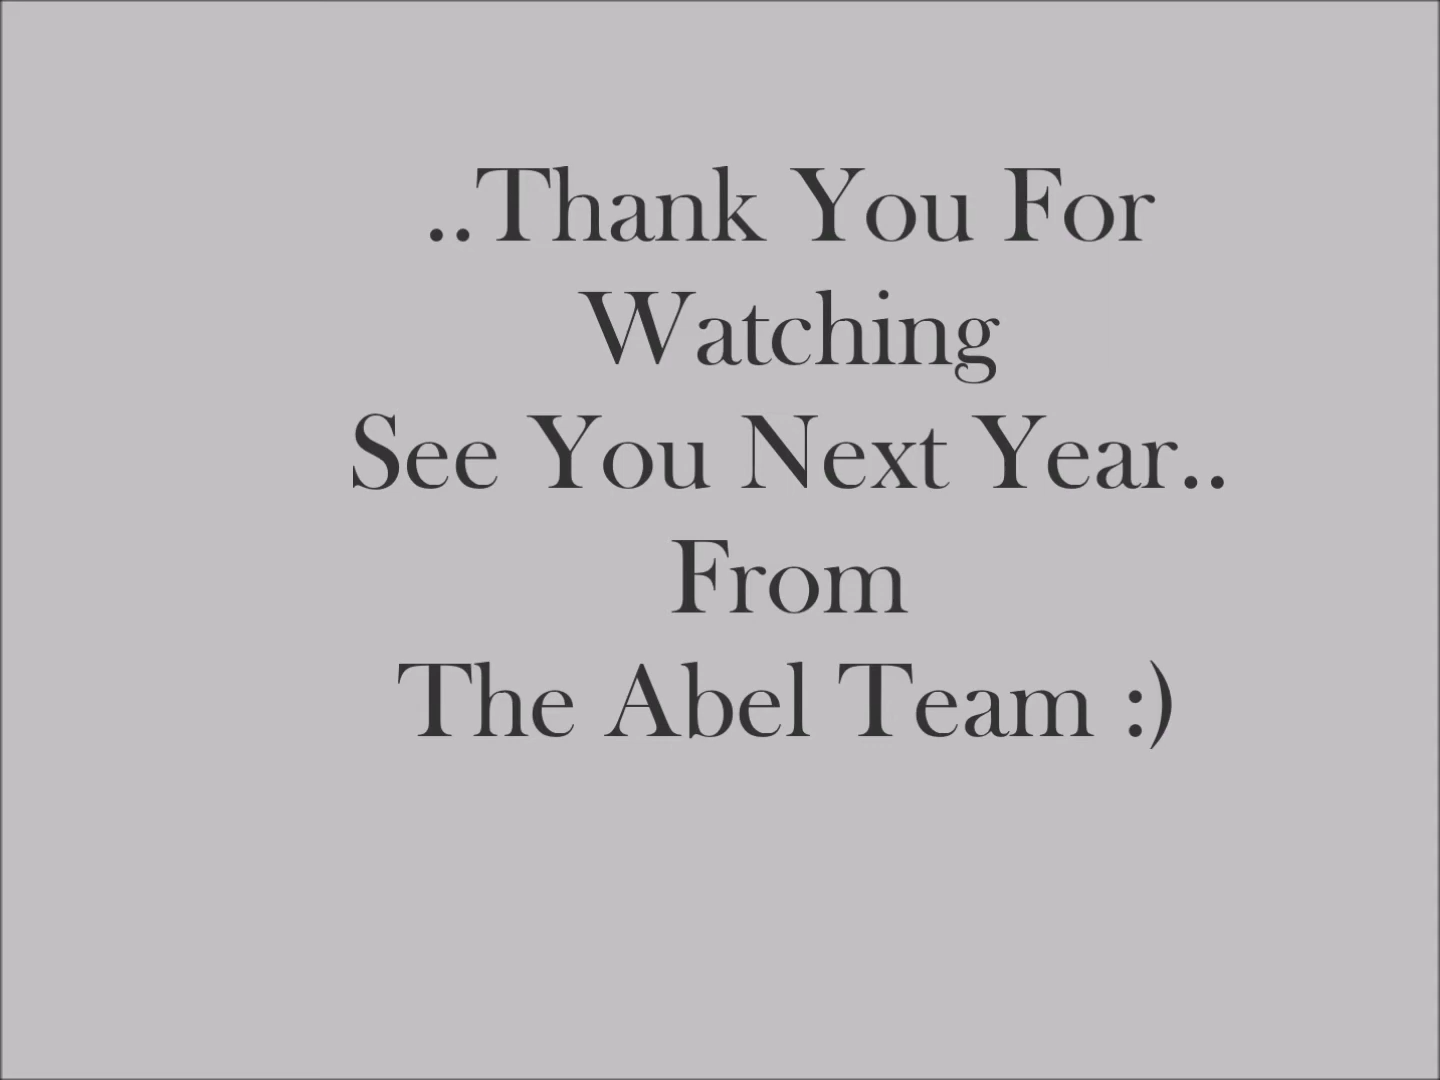 ..Thank You For
Watching
See You Next Year..
From
The Abel Team :)